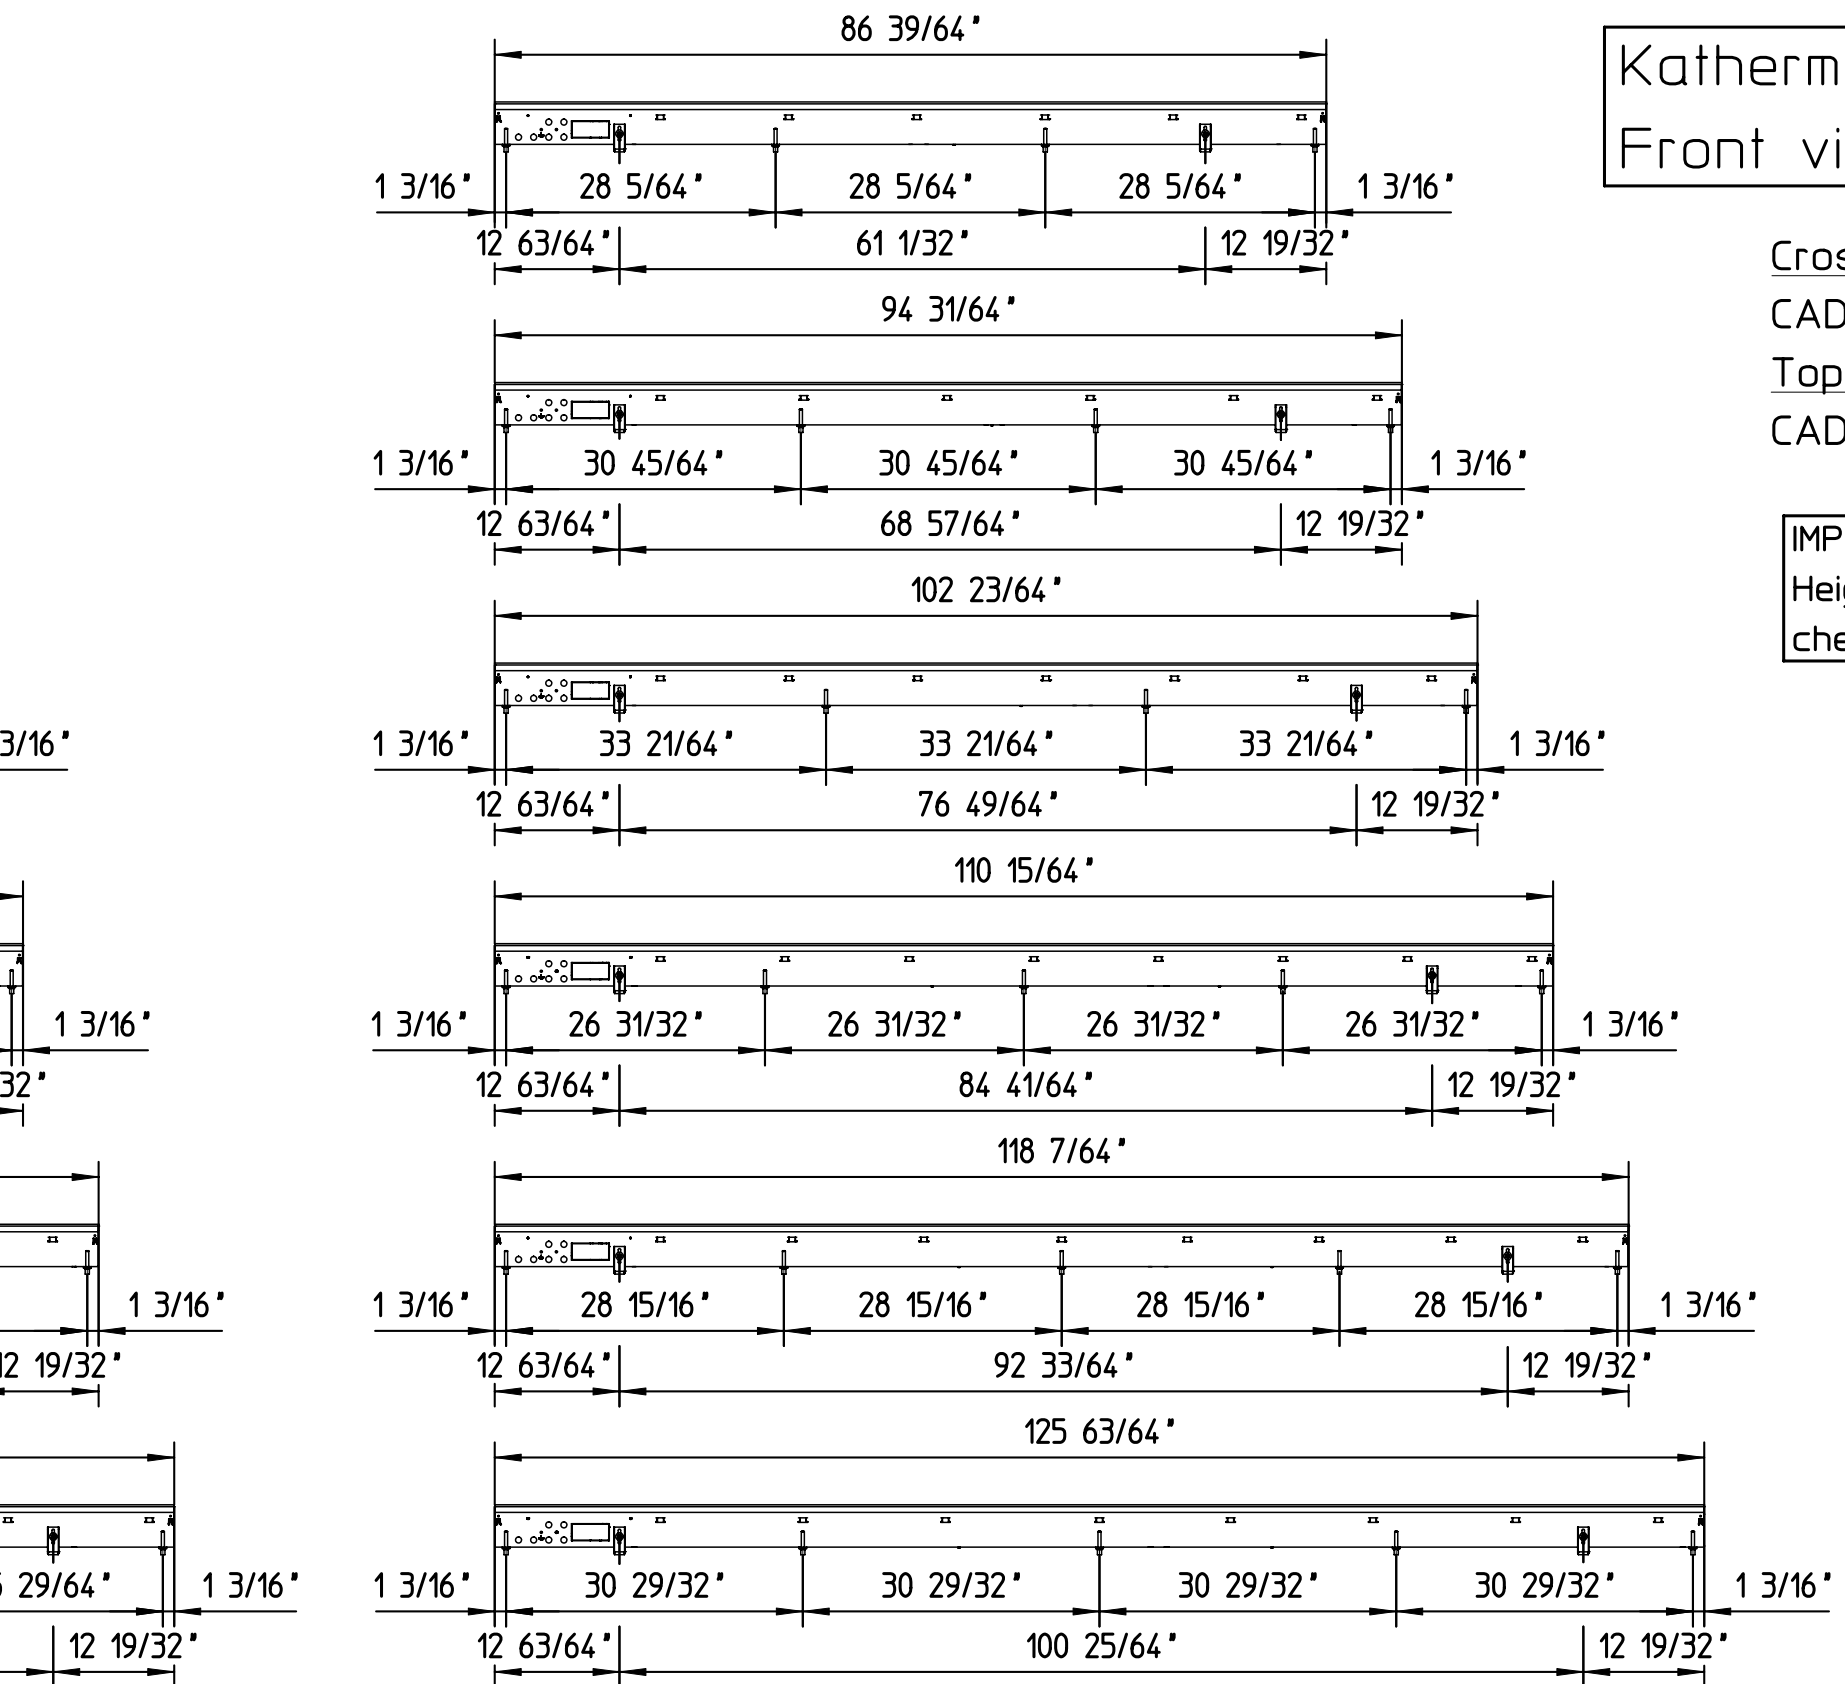 86 39/64"
1 3/16" 28 5/64" 28 5/64" 28 5/64" 1 3/16"
12 63/64" 61 1/32" 12 19/32"
94 31/64"
1 3/16" 30 45/64" 30 45/64" 30 45/64" 1 3/16"
12 63/64" 68 57/64" 12 19/32"
102 23/64"
1 3/16" 33 21/64" 33 21/64" 33 21/64" 1 3/16"
12 63/64" 76 49/64" 12 19/32"
110 15/64"
1 3/16" 26 31/32" 26 31/32" 26 31/32" 26 31/32" 1 3/16"
12 63/64" 84 41/64" 12 19/32"
118 7/64"
1 3/16" 28 15/16" 28 15/16" 28 15/16" 28 15/16" 1 3/16"
12 63/64" 92 33/64" 12 19/32"
125 63/64"
1 3/16" 30 29/32" 30 29/32" 30 29/32" 30 29/32" 1 3/16"
12 63/64" 100 25/64" 12 19/32"
3/16"
1 3/16"
32"
1 3/16"
12 19/32"
29/64" 1 3/16"
12 19/32"
Katherm
Front vi
Cros
CAD
Top
CAD
IMP
Hei
che